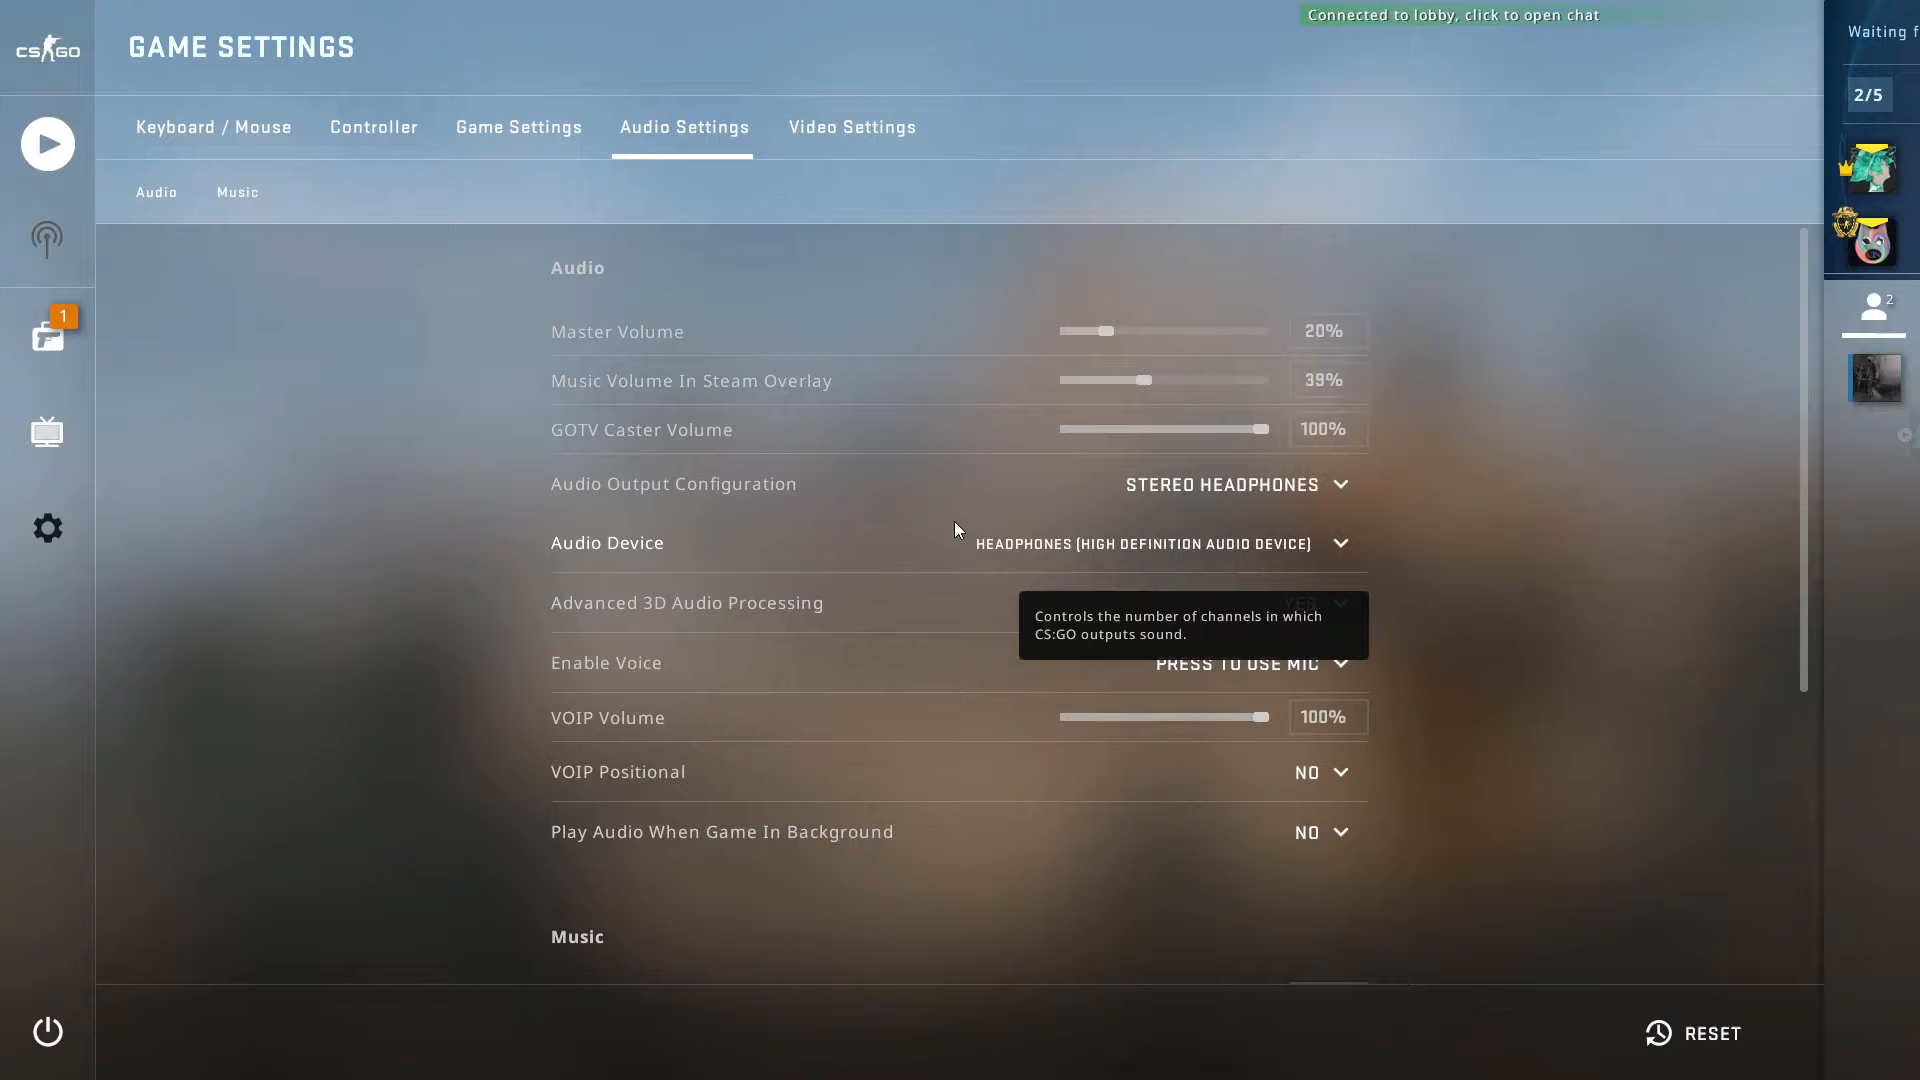 Connected to lobby, click to open chat
CS GO
GAME SETTINGS
Waiting f
2/5
Keyboard / Mouse
Controller
Game Settings
Audio Settings
Video Settings
Audio
Music
1
2
Audio
Master Volume
20%
Music Volume In Steam Overlay
39%
GOTV Caster Volume
100%
Audio Output Configuration
STEREO HEADPHONES
Audio Device
HEADPHONES (HIGH DEFINITION AUDIO DEVICE)
Advanced 3D Audio Processing
YES
Controls the number of channels in which
CS:GO outputs sound.
Enable Voice
PRESS TO USE MIC
VOIP Volume
100%
VOIP Positional
NO
Play Audio When Game In Background
NO
Music
RESET